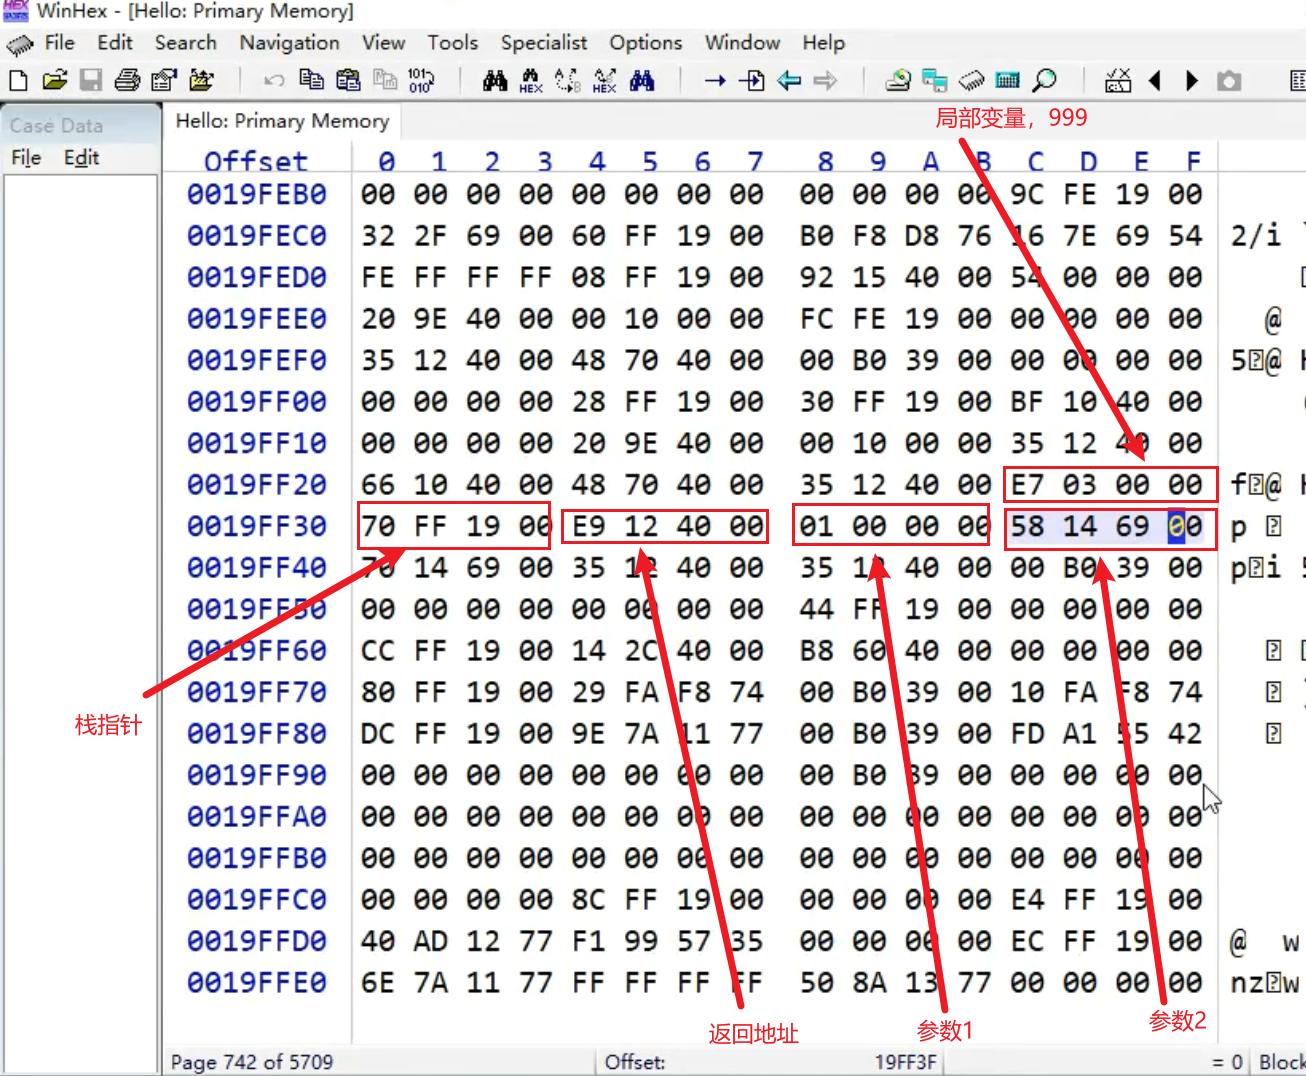 WinHex - [Hello: Primary Memory]
File Edit Search Navigation View Tools Specialist Options Window Help
Case Data
File Edit
Hello: Primary Memory
局部变量，999
Offset 0 1 2 3 4 5 6 7 8 9 A B C D E F
0019FEB0 00 00 00 00 00 00 00 00 00 00 00 00 9C FE 19 00
0019FEC0 32 2F 69 00 60 FF 19 00 B0 F8 D8 76 16 7E 69 54 2/i `
0019FED0 FE FF FF FF 08 FF 19 00 92 15 40 00 54 00 00 00
0019FEE0 20 9E 40 00 00 10 00 00 FC FE 19 00 00 00 00 00 @
0019FEF0 35 12 40 00 48 70 40 00 00 B0 39 00 00 00 00 00 5 @ H
0019FF00 00 00 00 00 28 FF 19 00 30 FF 19 00 BF 10 40 00
0019FF10 00 00 00 00 20 9E 40 00 00 10 00 00 35 12 40 00
0019FF20 66 10 40 00 48 70 40 00 35 12 40 00 E7 03 00 00 f @ H
0019FF30 70 FF 19 00 E9 12 40 00 01 00 00 00 58 14 69 00 p
0019FF40 70 14 69 00 35 12 40 00 35 12 40 00 00 B0 39 00 p i 5
0019FF50 00 00 00 00 00 00 00 00 44 FF 19 00 00 00 00 00
0019FF60 CC FF 19 00 14 2C 40 00 B8 60 40 00 00 00 00 00
0019FF70 80 FF 19 00 29 FA F8 74 00 B0 39 00 10 FA F8 74
0019FF80 DC FF 19 00 9E 7A 11 77 00 B0 39 00 FD A1 55 42
0019FF90 00 00 00 00 00 00 00 00 00 B0 39 00 00 00 00 00
0019FFA0 00 00 00 00 00 00 00 00 00 00 00 00 00 00 00 00
0019FFB0 00 00 00 00 00 00 00 00 00 00 00 00 00 00 00 00
0019FFC0 00 00 00 00 8C FF 19 00 00 00 00 00 E4 FF 19 00
0019FFD0 40 AD 12 77 F1 99 57 35 00 00 00 00 EC FF 19 00 @ w
0019FFE0 6E 7A 11 77 FF FF FF FF 50 8A 13 77 00 00 00 00 nz w
栈指针
返回地址
参数1
参数2
Page 742 of 5709 Offset: 19FF3F = 0 Block